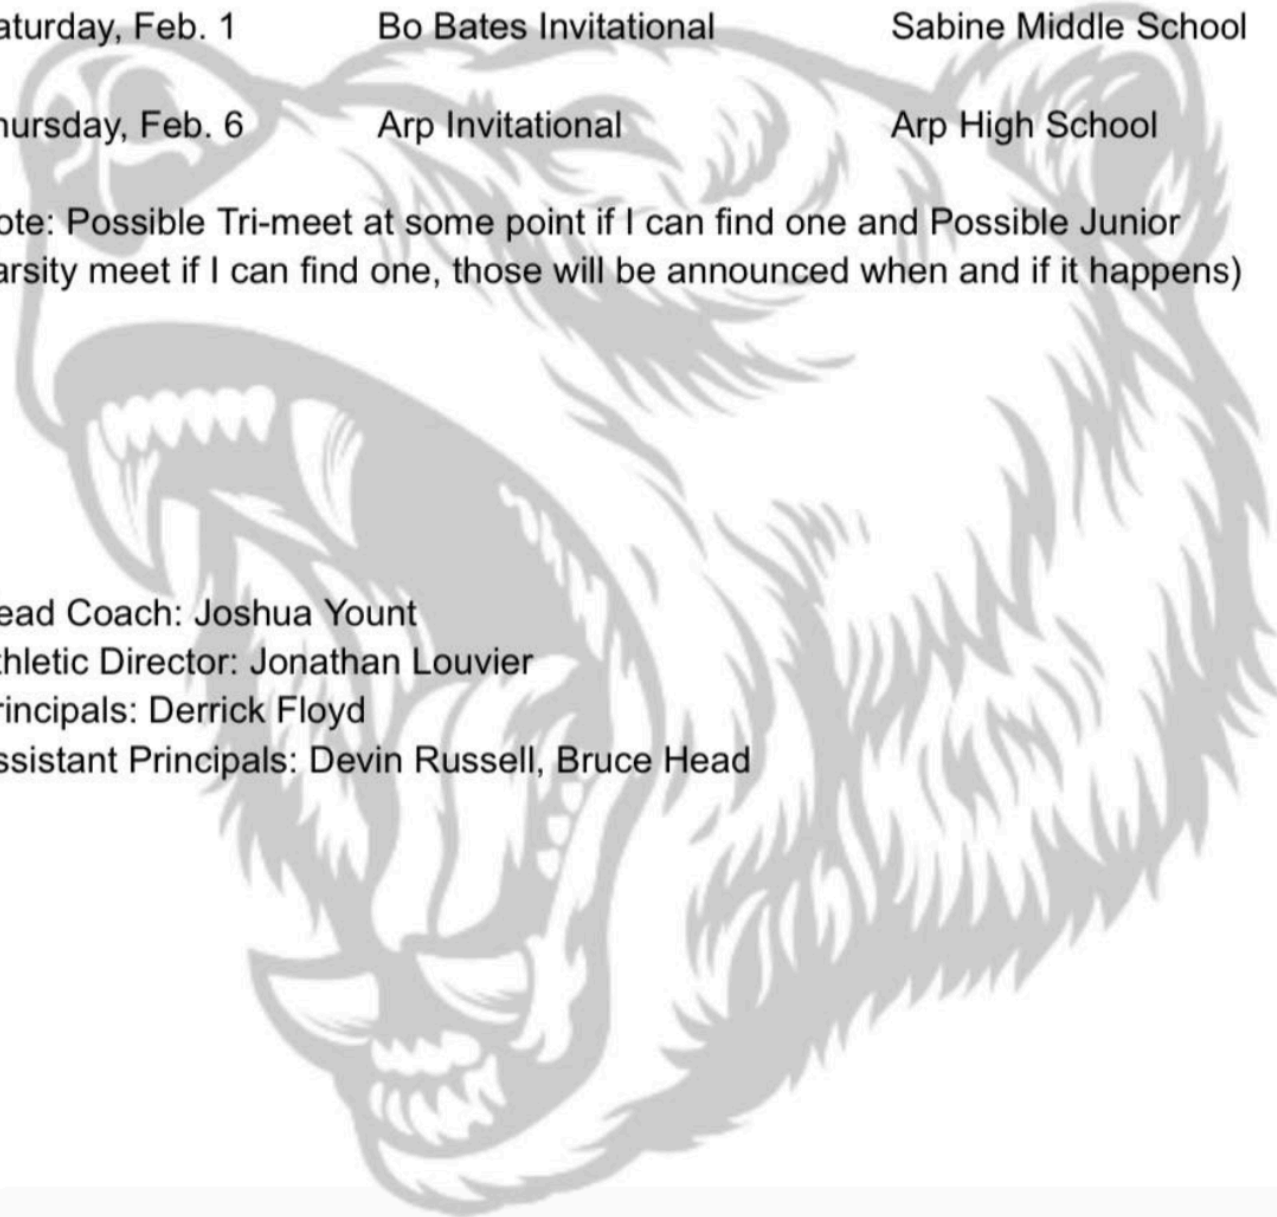 aturday, Feb. 1 Bo Bates Invitational Sabine Middle School
hursday, Feb. 6 Arp Invitational Arp High School
ote: Possible Tri-meet at some point if I can find one and Possible Junior
arsity meet if I can find one, those will be announced when and if it happens)
ead Coach: Joshua Yount
thletic Director: Jonathan Louvier
rincipals: Derrick Floyd
ssistant Principals: Devin Russell, Bruce Head